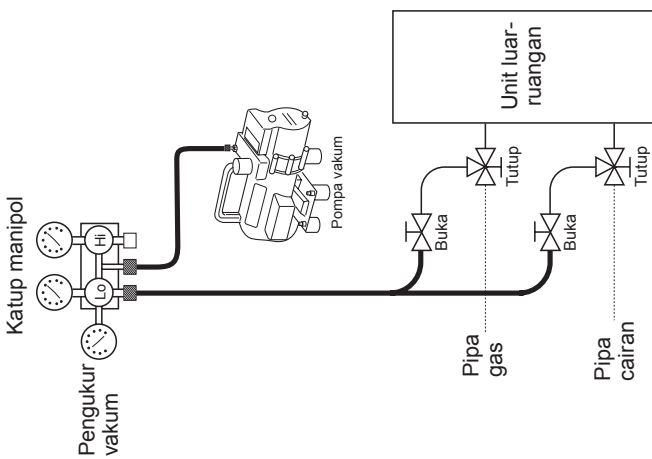 Katup manipol
Hi
Lo
Pengukur
vakum
Pompa vakum
Unit luar-
ruangan
Tutup
Buka
Pipa
gas
Tutup
Buka
Pipa
cairan